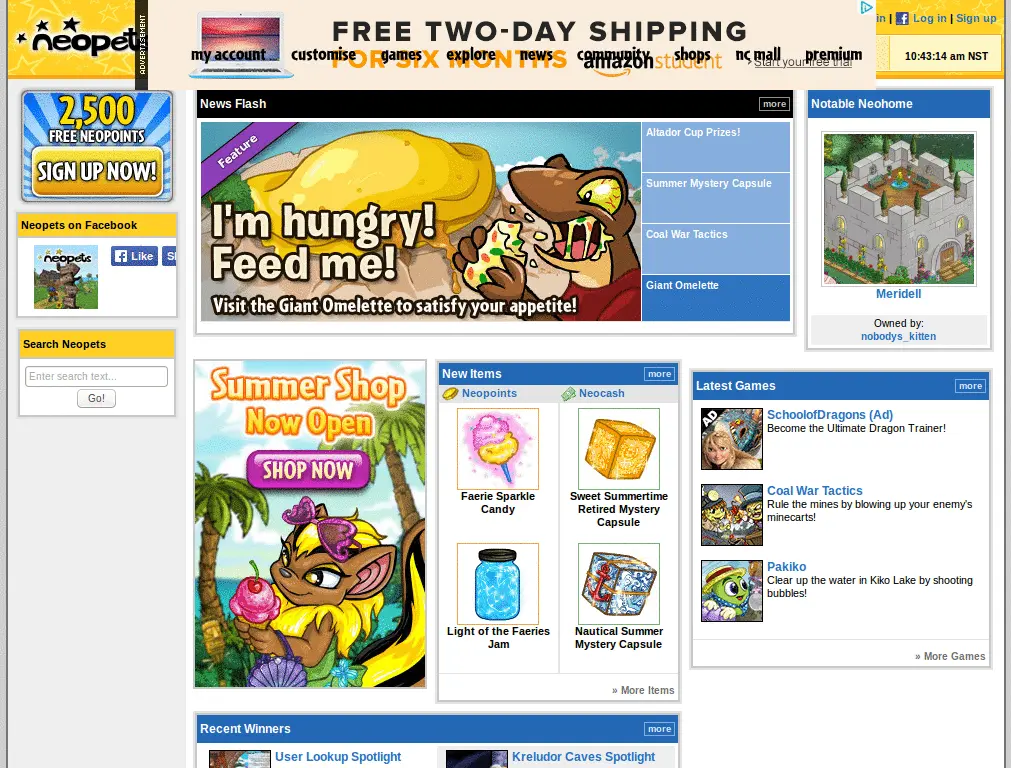 neopets
ADVERTISEMENT
FREE TWO-DAY SHIPPING
FOR SIX MONTHS
amazonstudent
Start your free trial
my account
customise
games
explore
news
community
shops
nc mall
premium
in | Log in | Sign up
10:43:14 am NST
2,500
FREE NEOPOINTS
SIGN UP NOW!
Neopets on Facebook
neopets
Like
Search Neopets
Enter search text...
Go!
News Flash
more
Feature
I'm hungry!
Feed me!
Visit the Giant Omelette to satisfy your appetite!
Altador Cup Prizes!
Summer Mystery Capsule
Coal War Tactics
Giant Omelette
Notable Neohome
Meridell
Owned by:
nobodys_kitten
Summer Shop
Now Open
SHOP NOW
New Items
more
Neopoints
Neocash
Faerie Sparkle
Candy
Sweet Summertime
Retired Mystery
Capsule
Light of the Faeries
Jam
Nautical Summer
Mystery Capsule
» More Items
Latest Games
more
AD
SchoolofDragons (Ad)
Become the Ultimate Dragon Trainer!
Coal War Tactics
Rule the mines by blowing up your enemy's
minecarts!
Pakiko
Clear up the water in Kiko Lake by shooting
bubbles!
» More Games
Recent Winners
more
User Lookup Spotlight
Kreludor Caves Spotlight